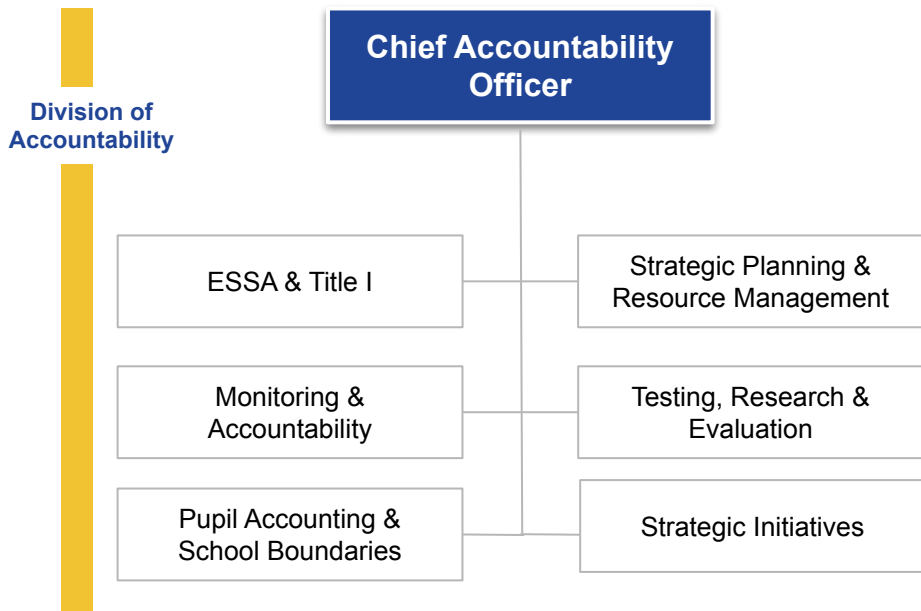 Chief Accountability
Officer
Division of
Accountability
ESSA & Title I
Strategic Planning &
Resource Management
Monitoring &
Accountability
Testing, Research &
Evaluation
Pupil Accounting &
School Boundaries
Strategic Initiatives